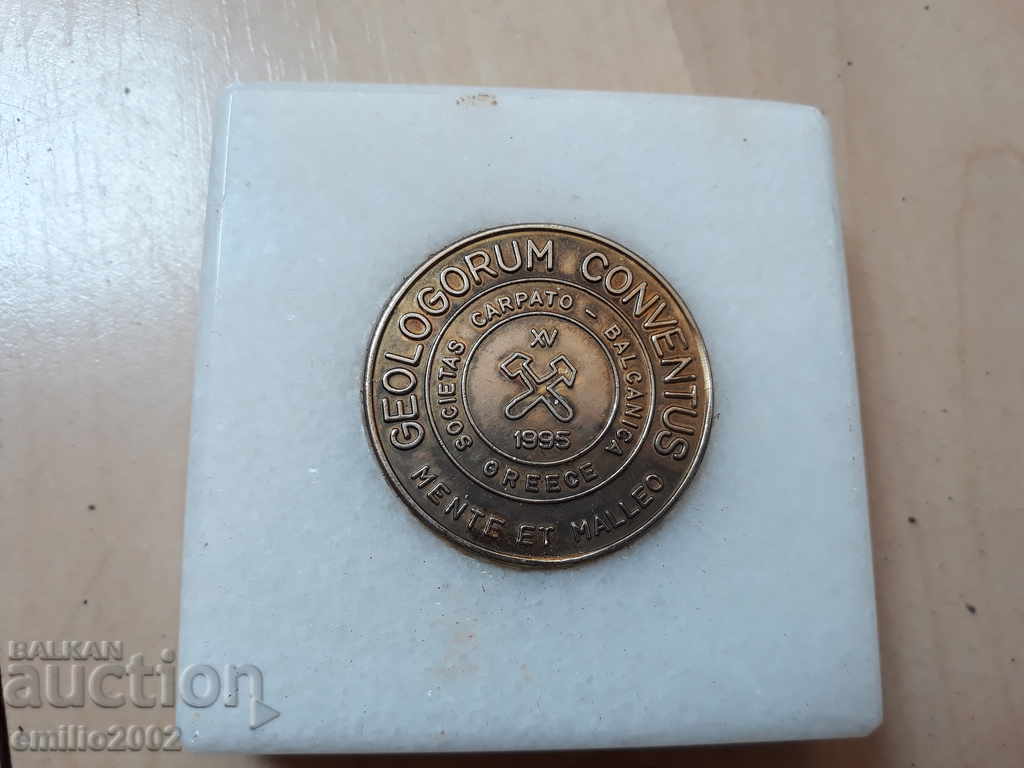 GEOLOGORUM CONVENTUS
MENTE ET MALLEO
SOCIETAS CARPATO - BALCANICA
GREECE
XV
1995
BALKAN
auction
emilio2002